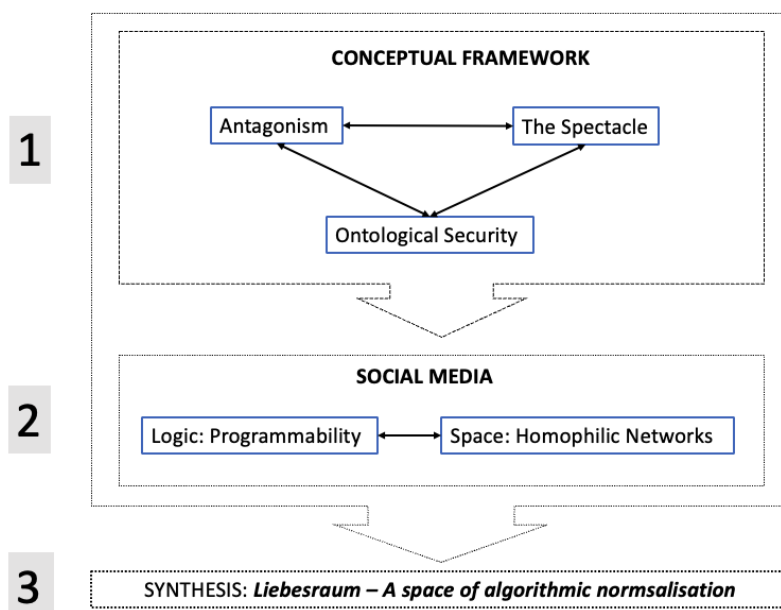 CONCEPTUAL FRAMEWORK
1
Antagonism
The Spectacle
Ontological Security
SOCIAL MEDIA
2
Logic: Programmability
Space: Homophilic Networks
3
SYNTHESIS: Liebesraum – A space of algorithmic normsalisation